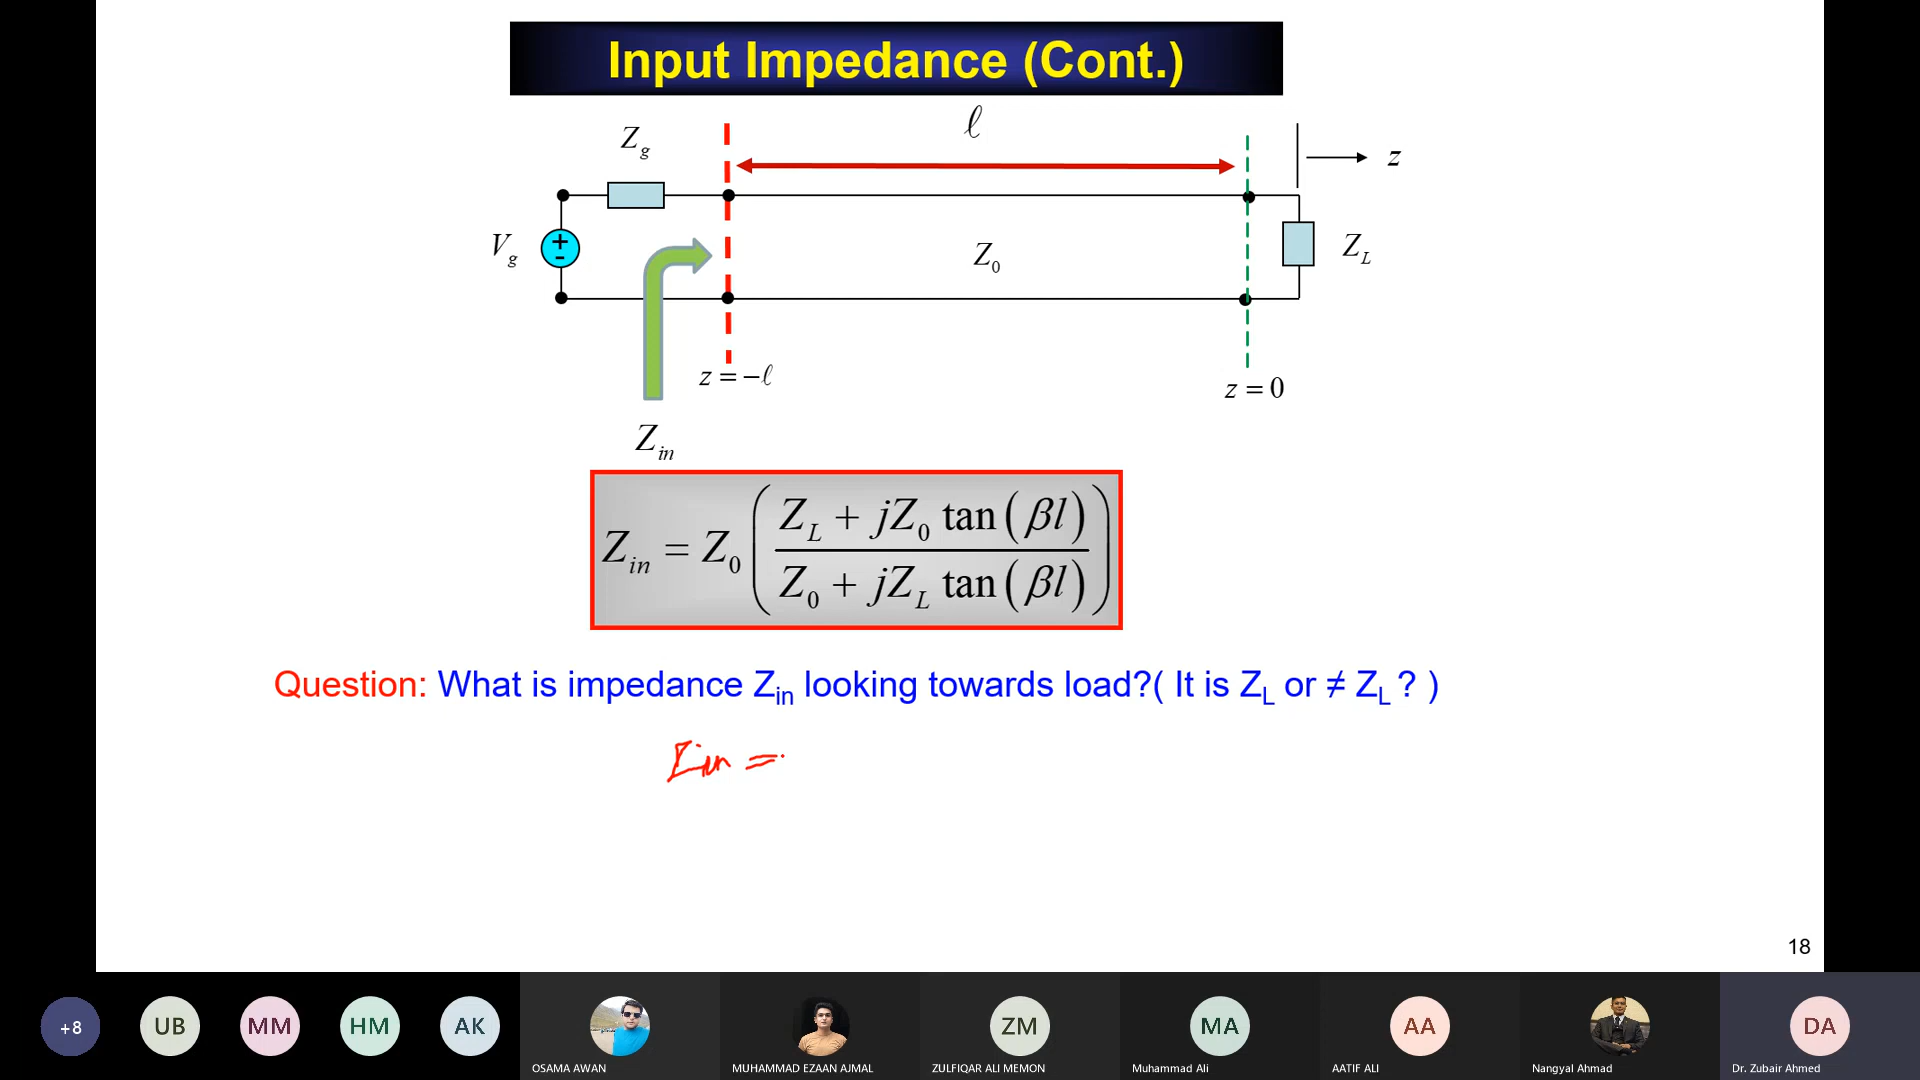 Input Impedance (Cont.)
ℓ
Z_g
z
V_g
+
-
Z_0
Z_L
z = −ℓ
z = 0
Z_in
Z_in = Z_0 ( (Z_L + jZ_0 tan(βl)) / (Z_0 + jZ_L tan(βl)) )
Question: What is impedance Z_in looking towards load?( It is Z_L or ≠ Z_L ? )
Zin =
18
+8 UB MM HM AK ZM MA AA DA
OSAMA AWAN MUHAMMAD EZAAN AJMAL ZULFIQAR ALI MEMON Muhammad Ali AATIF ALI Nangyal Ahmad Dr. Zubair Ahmed